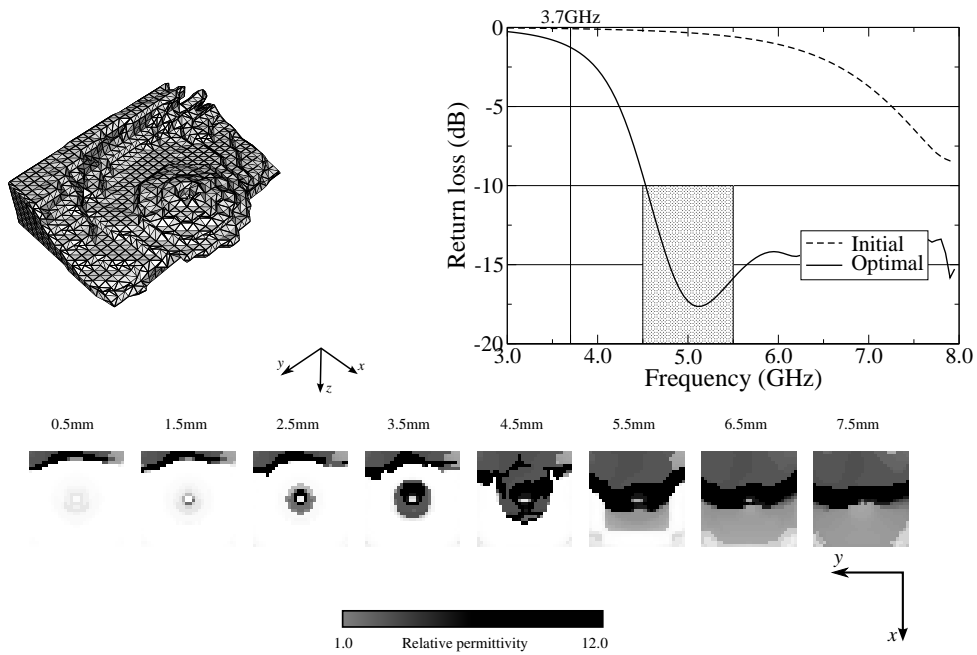 3.7GHz
0
-5
-10
-15
-20
Return loss (dB)
Initial
Optimal
3.0 4.0 5.0 6.0 7.0 8.0
Frequency (GHz)
y x
z
0.5mm 1.5mm 2.5mm 3.5mm 4.5mm 5.5mm 6.5mm 7.5mm
y
x
1.0 Relative permittivity 12.0